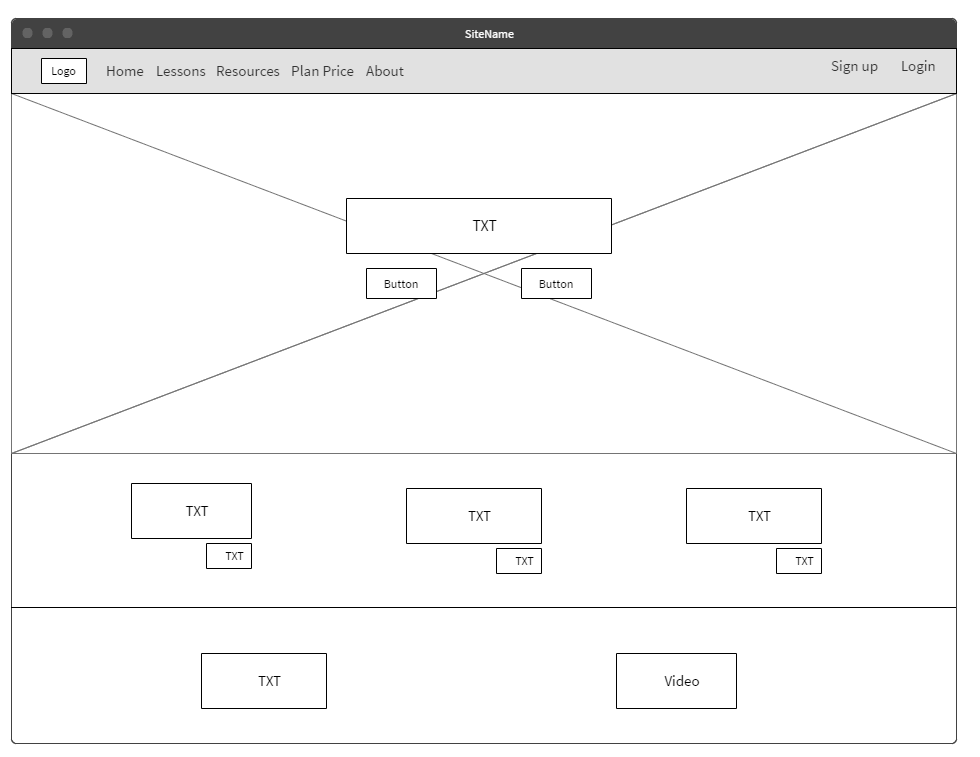 SiteName
Logo Home Lessons Resources Plan Price About Sign up Login
TXT
Button Button
TXT TXT TXT
TXT TXT TXT
TXT Video